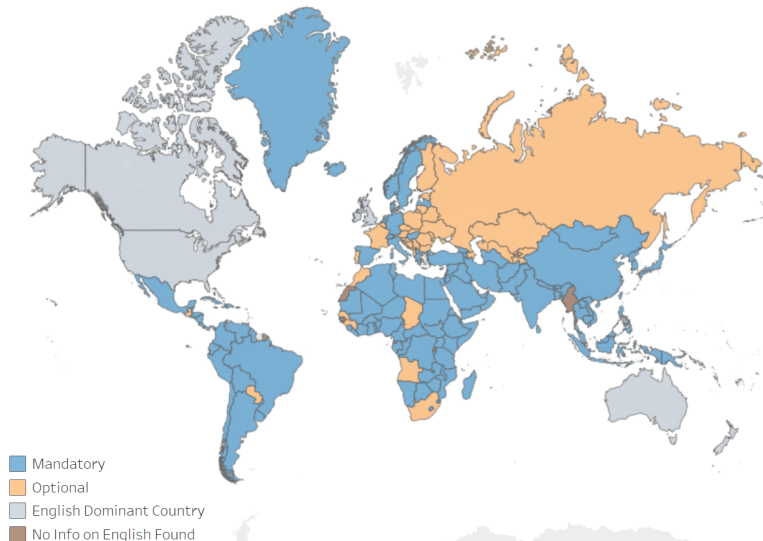 Mandatory
Optional
English Dominant Country
No Info on English Found